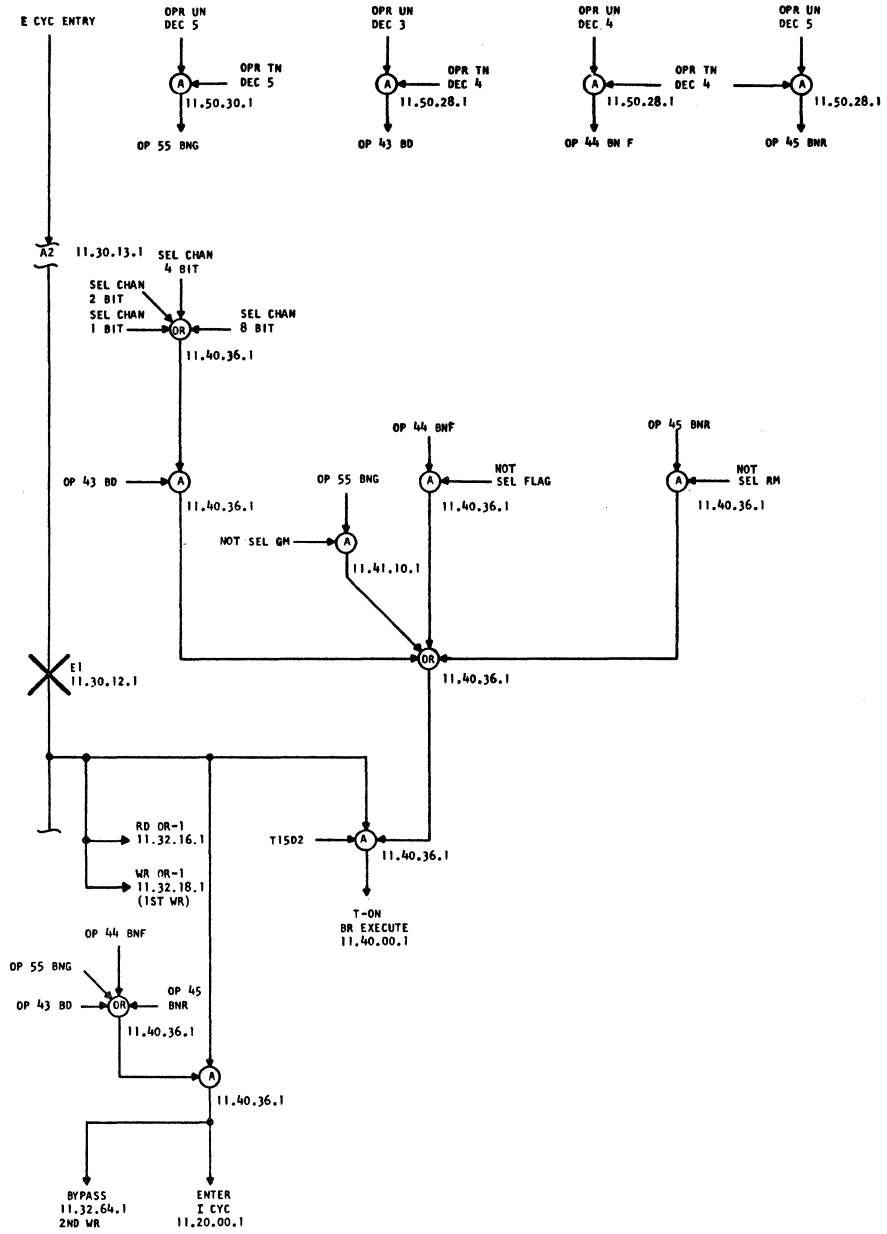 E CYC ENTRY
OPR UN
DEC 5
A
OPR TN
DEC 5
11.50.30.1
OP 55 BNG
OPR UN
DEC 3
A
OPR TN
DEC 4
11.50.28.1
OP 43 BD
OPR UN
DEC 4
A
OPR TN
DEC 4
11.50.28.1
OP 44 BN F
OPR UN
DEC 5
A
11.50.28.1
OP 45 BNR
A2
11.30.13.1
SEL CHAN
4 BIT
SEL CHAN
2 BIT
SEL CHAN
1 BIT
OR
SEL CHAN
8 BIT
11.40.36.1
OP 43 BD
A
11.40.36.1
OP 44 BNF
A
NOT
SEL FLAG
11.40.36.1
OP 45 BNR
A
NOT
SEL RM
11.40.36.1
OP 55 BNG
NOT SEL GM
A
11.41.10.1
OR
11.40.36.1
E1
11.30.12.1
RD OR-1
11.32.16.1
WR OR-1
11.32.18.1
(1ST WR)
T15D2
A
11.40.36.1
T-ON
BR EXECUTE
11.40.00.1
OP 44 BNF
OP 55 BNG
OP 43 BD
OR
OP 45
BNR
11.40.36.1
A
11.40.36.1
BYPASS
11.32.64.1
2ND WR
ENTER
I CYC
11.20.00.1